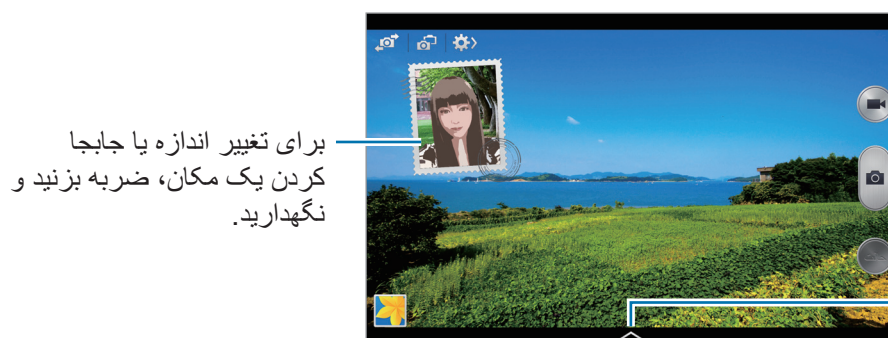 برای تغییر اندازه یا جابجا
کردن یک مکان، ضربه بزنید و
نگهدارید.